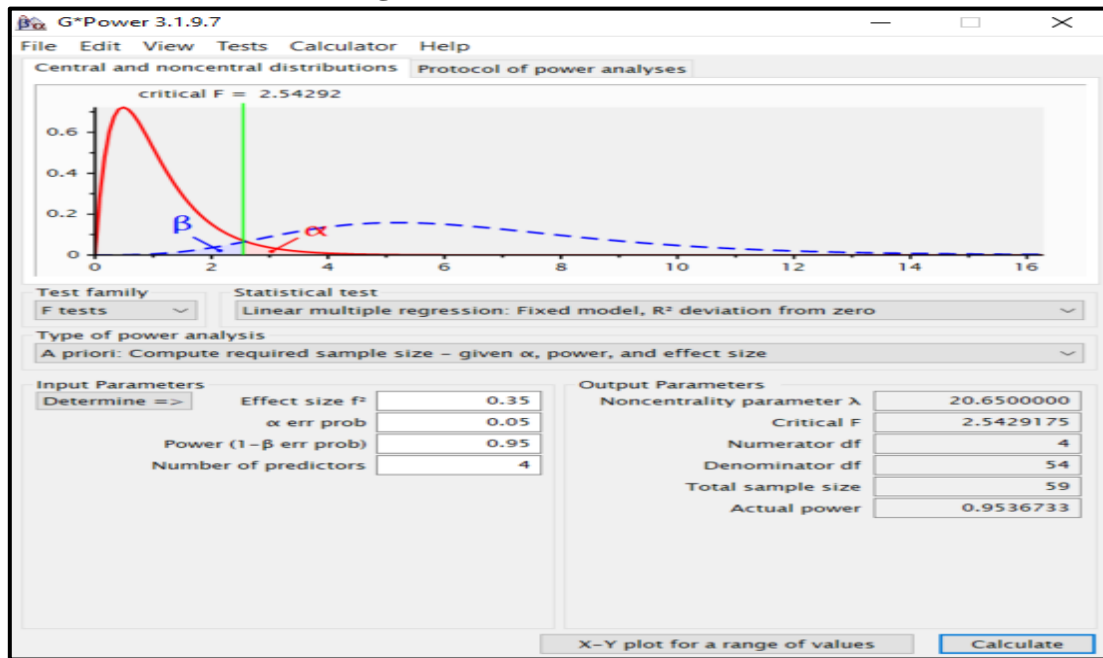 G*Power 3.1.9.7
File Edit View Tests Calculator Help
Central and noncentral distributions Protocol of power analyses
critical F = 2.54292
0.6
0.4
0.2
0
β
α
0 2 4 6 8 10 12 14 16
Test family Statistical test
F tests Linear multiple regression: Fixed model, R² deviation from zero
Type of power analysis
A priori: Compute required sample size – given α, power, and effect size
Input Parameters Output Parameters
Determine => Effect size f² 0.35 Noncentrality parameter λ 20.6500000
α err prob 0.05 Critical F 2.5429175
Power (1-β err prob) 0.95 Numerator df 4
Number of predictors 4 Denominator df 54
Total sample size 59
Actual power 0.9536733
X-Y plot for a range of values Calculate